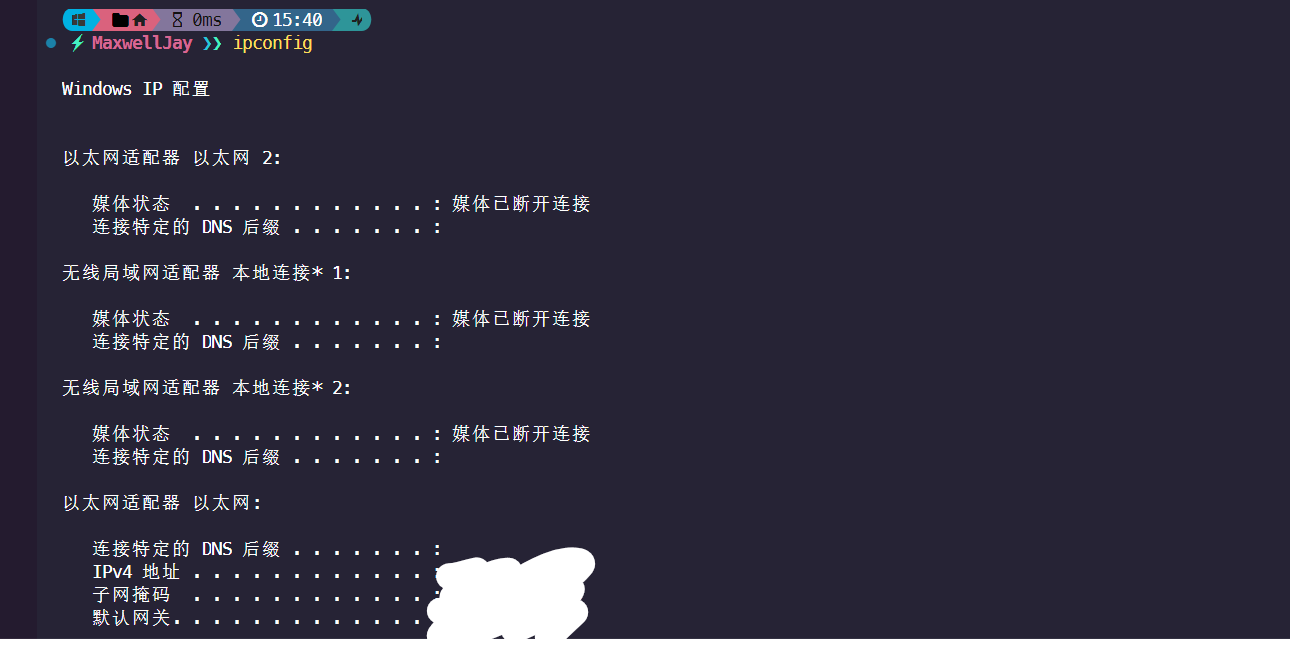 0ms 15:40
MaxwellJay ❯❯ ipconfig
Windows IP 配置
以太网适配器 以太网 2:
媒体状态 . . . . . . . . . . . . : 媒体已断开连接
连接特定的 DNS 后缀 . . . . . . . :
无线局域网适配器 本地连接* 1:
媒体状态 . . . . . . . . . . . . : 媒体已断开连接
连接特定的 DNS 后缀 . . . . . . . :
无线局域网适配器 本地连接* 2:
媒体状态 . . . . . . . . . . . . : 媒体已断开连接
连接特定的 DNS 后缀 . . . . . . . :
以太网适配器 以太网:
连接特定的 DNS 后缀 . . . . . . . :
IPv4 地址 . . . . . . . . . . . . :
子网掩码 . . . . . . . . . . . . :
默认网关. . . . . . . . . . . . .